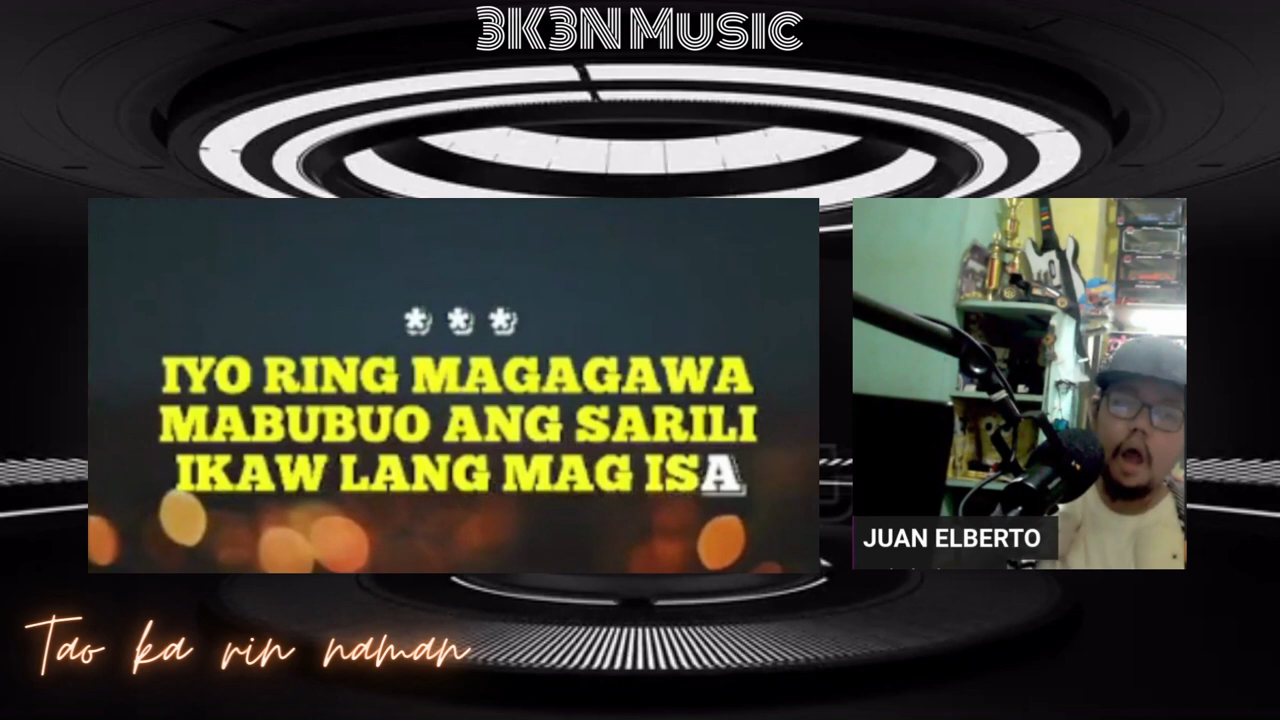 3K3N MUSIC
* * *
IYO RING MAGAGAWA
MABUBUO ANG SARILI
IKAW LANG MAG ISA
JUAN ELBERTO
Tao ka rin naman